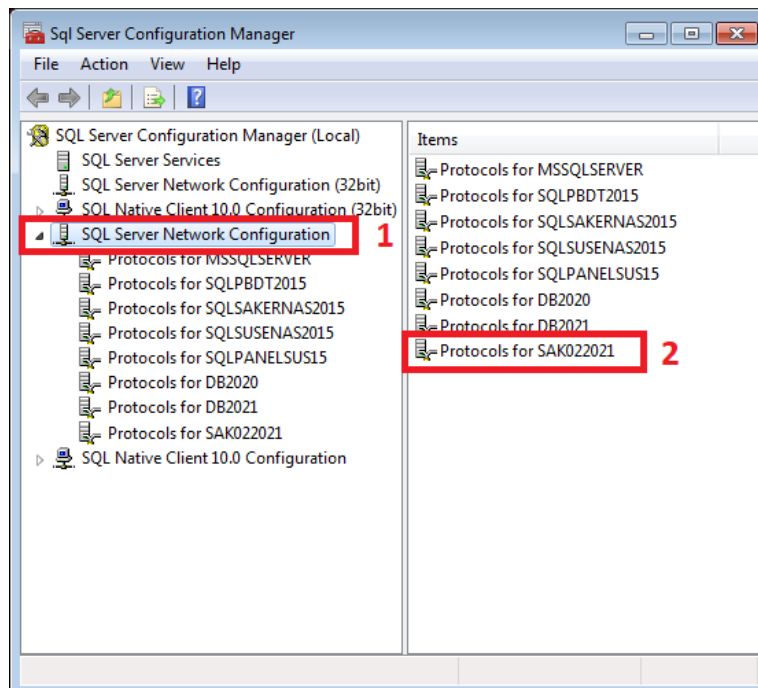 Sql Server Configuration Manager
File Action View Help
SQL Server Configuration Manager (Local)
SQL Server Services
SQL Server Network Configuration (32bit)
SQL Native Client 10.0 Configuration (32bit)
SQL Server Network Configuration 1
Protocols for MSSQLSERVER
Protocols for SQLPBDT2015
Protocols for SQLSAKERNAS2015
Protocols for SQLSUSENAS2015
Protocols for SQLPANELSUS15
Protocols for DB2020
Protocols for DB2021
Protocols for SAK022021
SQL Native Client 10.0 Configuration
Items
Protocols for MSSQLSERVER
Protocols for SQLPBDT2015
Protocols for SQLSAKERNAS2015
Protocols for SQLSUSENAS2015
Protocols for SQLPANELSUS15
Protocols for DB2020
Protocols for DB2021
Protocols for SAK022021 2